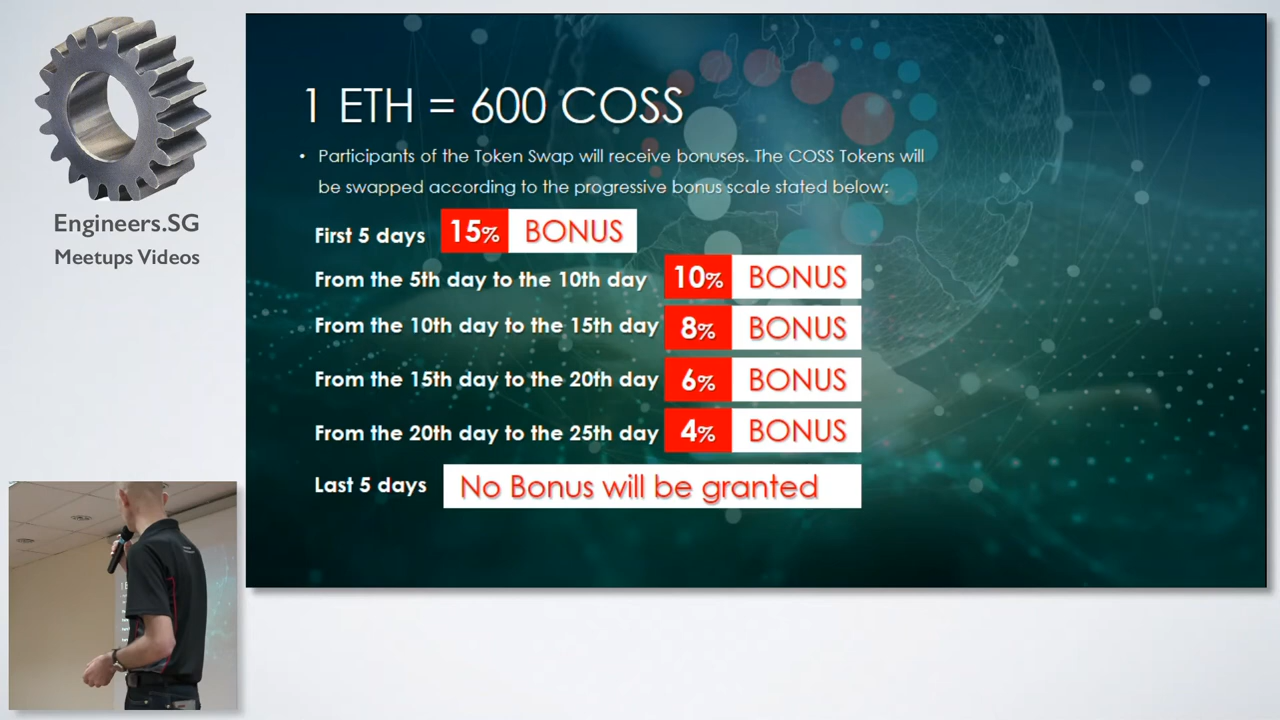 Engineers.SG
Meetups Videos
1 ETH = 600 COSS
• Participants of the Token Swap will receive bonuses. The COSS Tokens will
be swapped according to the progressive bonus scale stated below:
First 5 days 15% BONUS
From the 5th day to the 10th day 10% BONUS
From the 10th day to the 15th day 8% BONUS
From the 15th day to the 20th day 6% BONUS
From the 20th day to the 25th day 4% BONUS
Last 5 days No Bonus will be granted